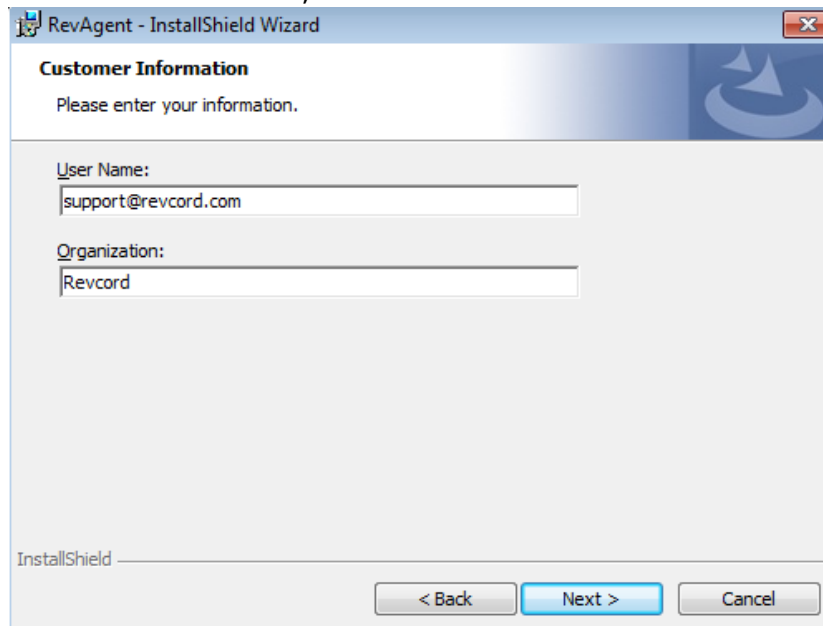 RevAgent - InstallShield Wizard
Customer Information
Please enter your information.
User Name:
support@revcord.com
Organization:
Revcord
InstallShield
< Back Next > Cancel